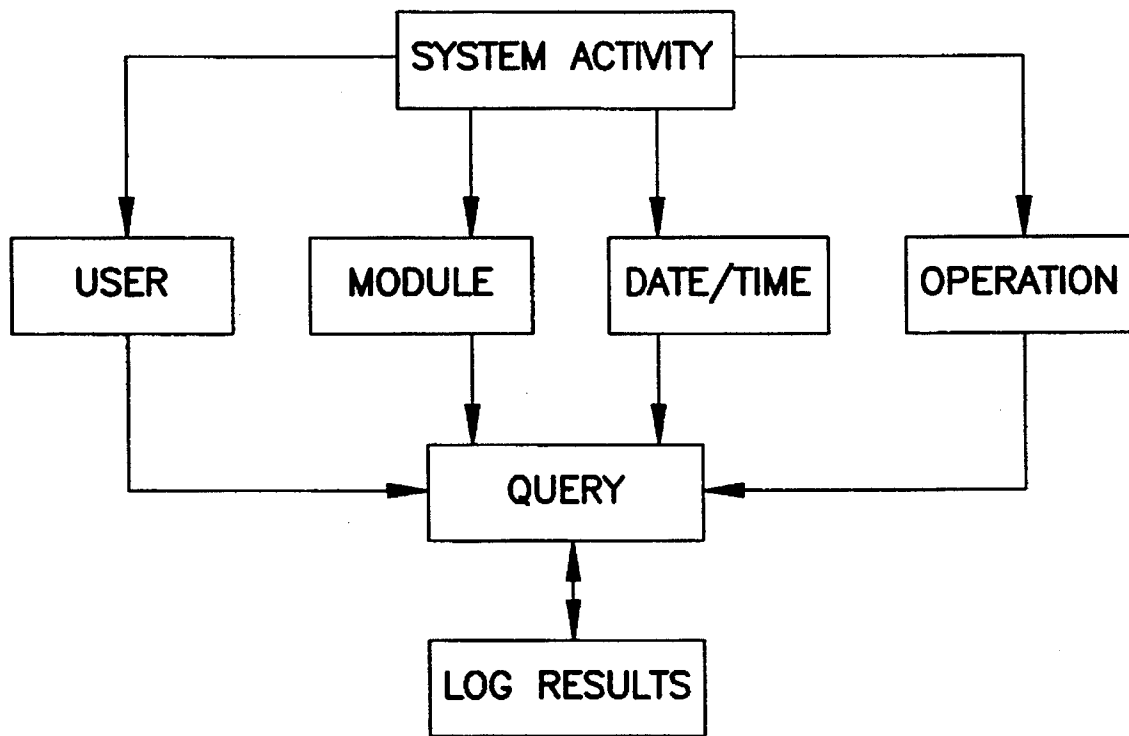 SYSTEM ACTIVITY
USER
MODULE
DATE/TIME
OPERATION
QUERY
LOG RESULTS